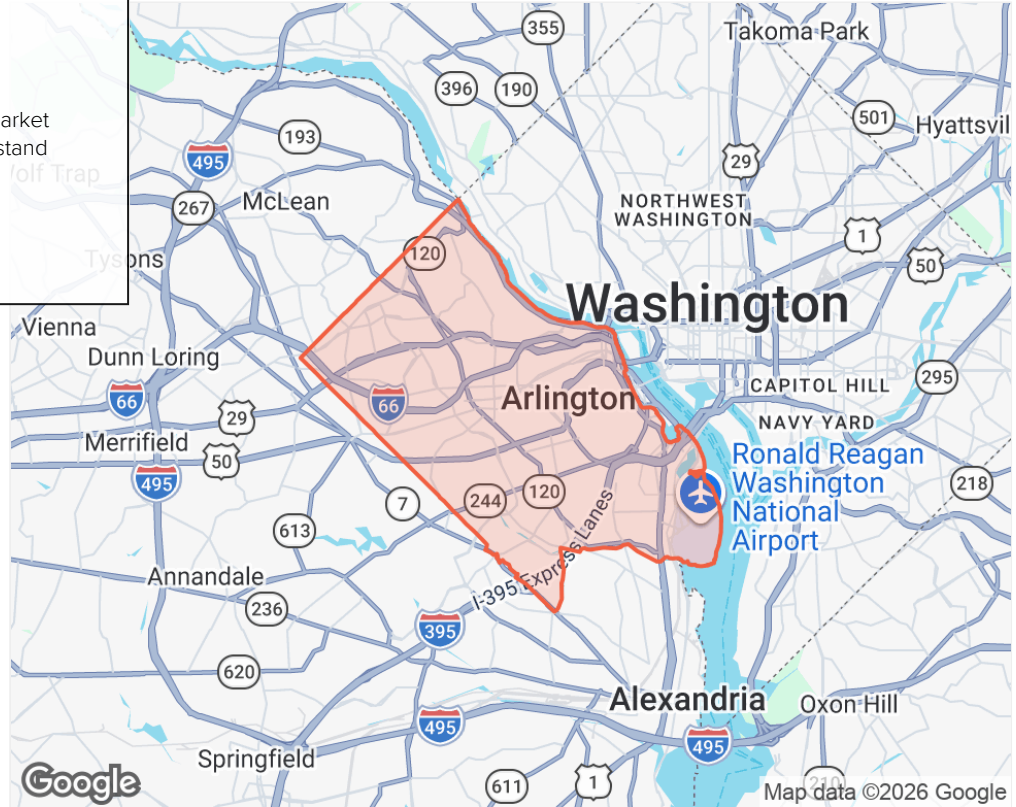 355
Takoma Park
396
190
501
arket
stand
Hyattsvil
193
495
29
Wolf Trap
267
McLean
NORTHWEST
WASHINGTON
1
120
50
Tysons
Washington
Vienna
Dunn Loring
295
66
66
Arlington
CAPITOL HILL
29
NAVY YARD
Merrifield
50
Ronald Reagan
Washington
National
Airport
495
7
244
120
218
613
I-395 Express Lanes
Annandale
236
395
620
Alexandria
Oxon Hill
495
495
Springfield
611
1
210
Google
Map data ©2026 Google